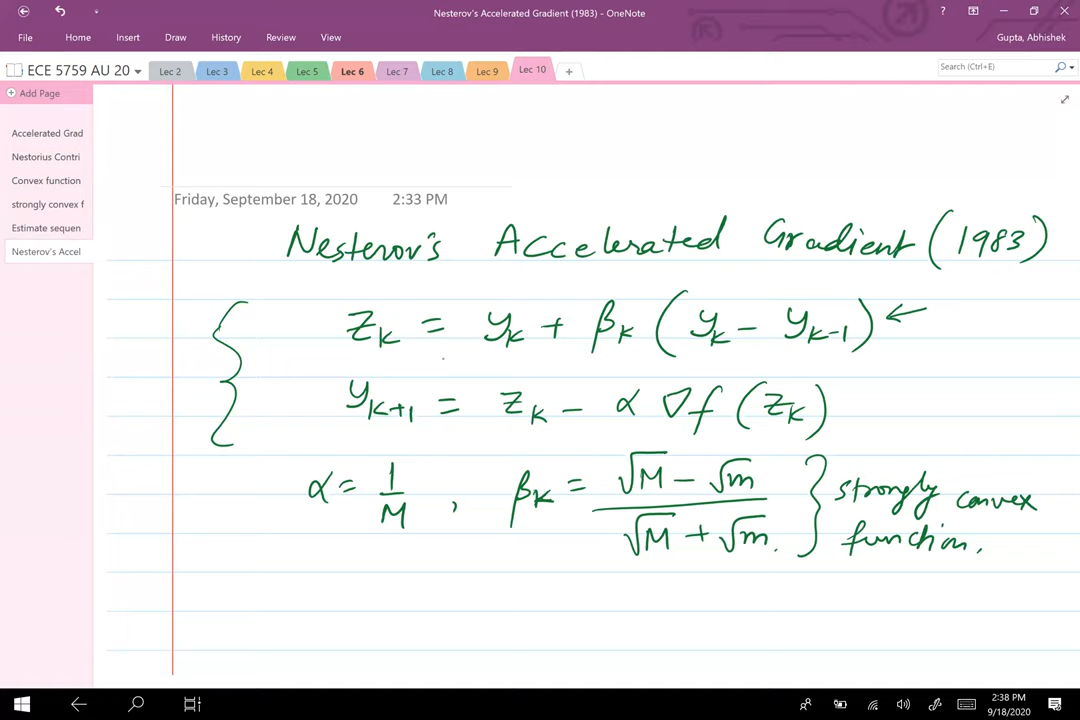 Nesterov's Accelerated Gradient (1983) - OneNote
Gupta, Abhishek
File Home Insert Draw History Review View
ECE 5759 AU 20 Lec 2 Lec 3 Lec 4 Lec 5 Lec 6 Lec 7 Lec 8 Lec 9 Lec 10 +
Search (Ctrl+E)
Add Page
Accelerated Grad
Nestorius Contri
Convex function
strongly convex f
Estimate sequen
Nesterov's Accel
Friday, September 18, 2020 2:33 PM
Nesterov's Accelerated Gradient (1983)
z_k = y_k + β_k (y_k − y_{k-1}) ←
y_{k+1} = z_k − α ∇f (z_k)
α = 1/M , β_k = (√M − √m)/(√M + √m) } strongly convex
function.
2:38 PM
9/18/2020